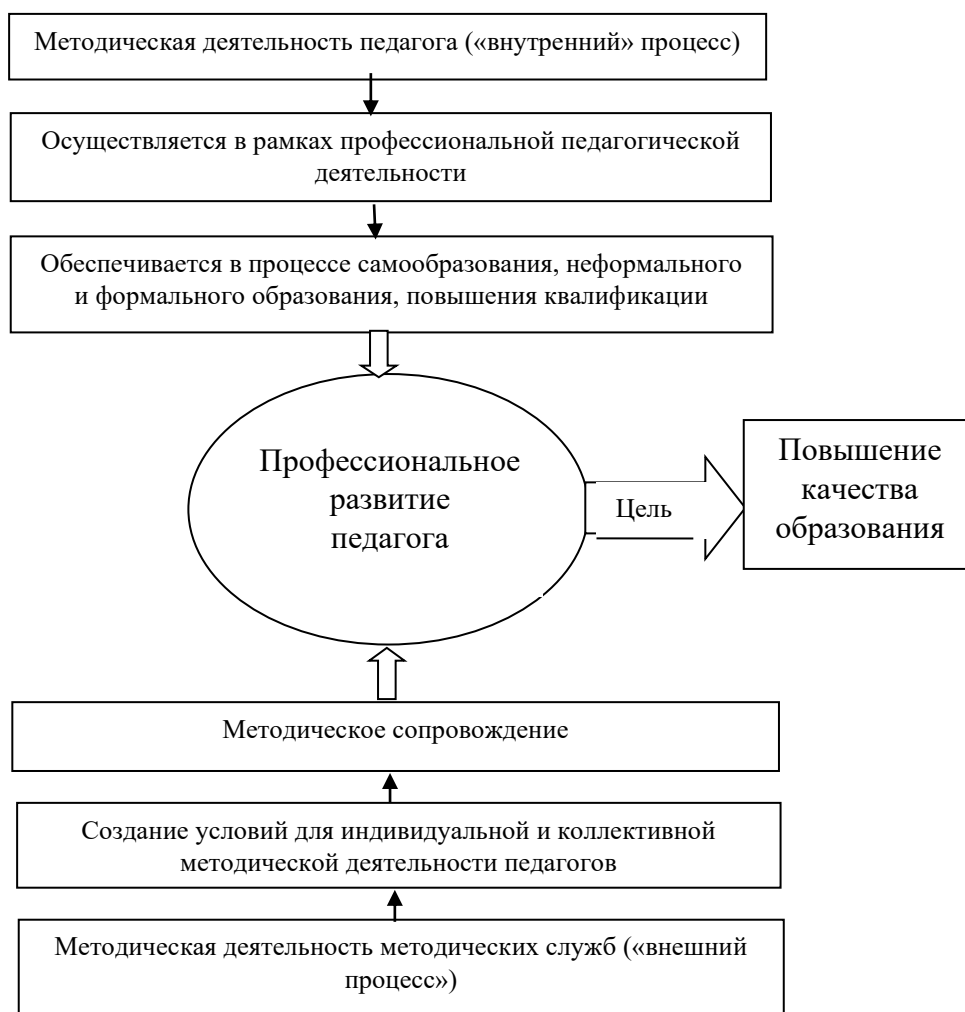 Методическая деятельность педагога («внутренний» процесс)
Осуществляется в рамках профессиональной педагогической
деятельности
Обеспечивается в процессе самообразования, неформального
и формального образования, повышения квалификации
Профессиональное
развитие
педагога
Цель
Повышение
качества
образования
Методическое сопровождение
Создание условий для индивидуальной и коллективной
методической деятельности педагогов
Методическая деятельность методических служб («внешний
процесс»)